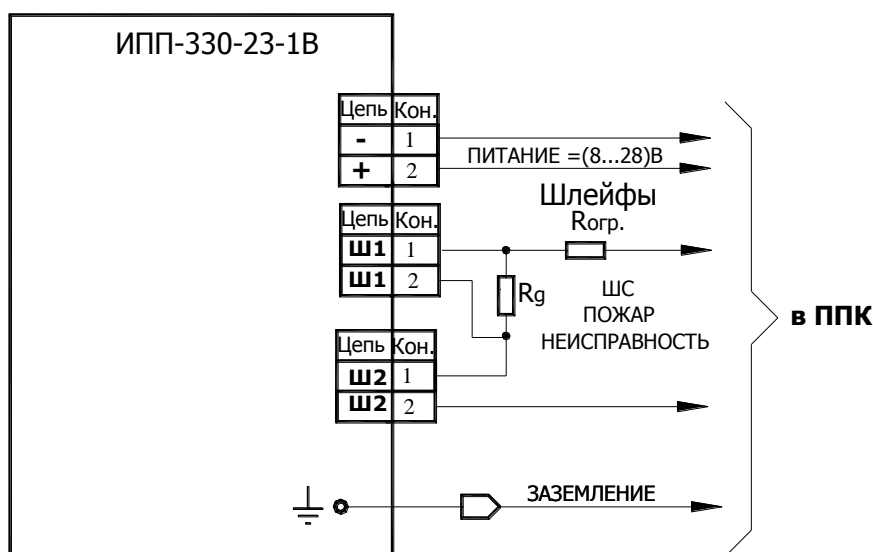 ИПП-330-23-1В
Цепь Кон.
- 1
+ 2
ПИТАНИЕ =(8...28)В
Шлейфы
Rогр.
Цепь Кон.
Ш1 1
Ш1 2
Rg
ШС
ПОЖАР
НЕИСПРАВНОСТЬ
в ППК
Цепь Кон.
Ш2 1
Ш2 2
ЗАЗЕМЛЕНИЕ